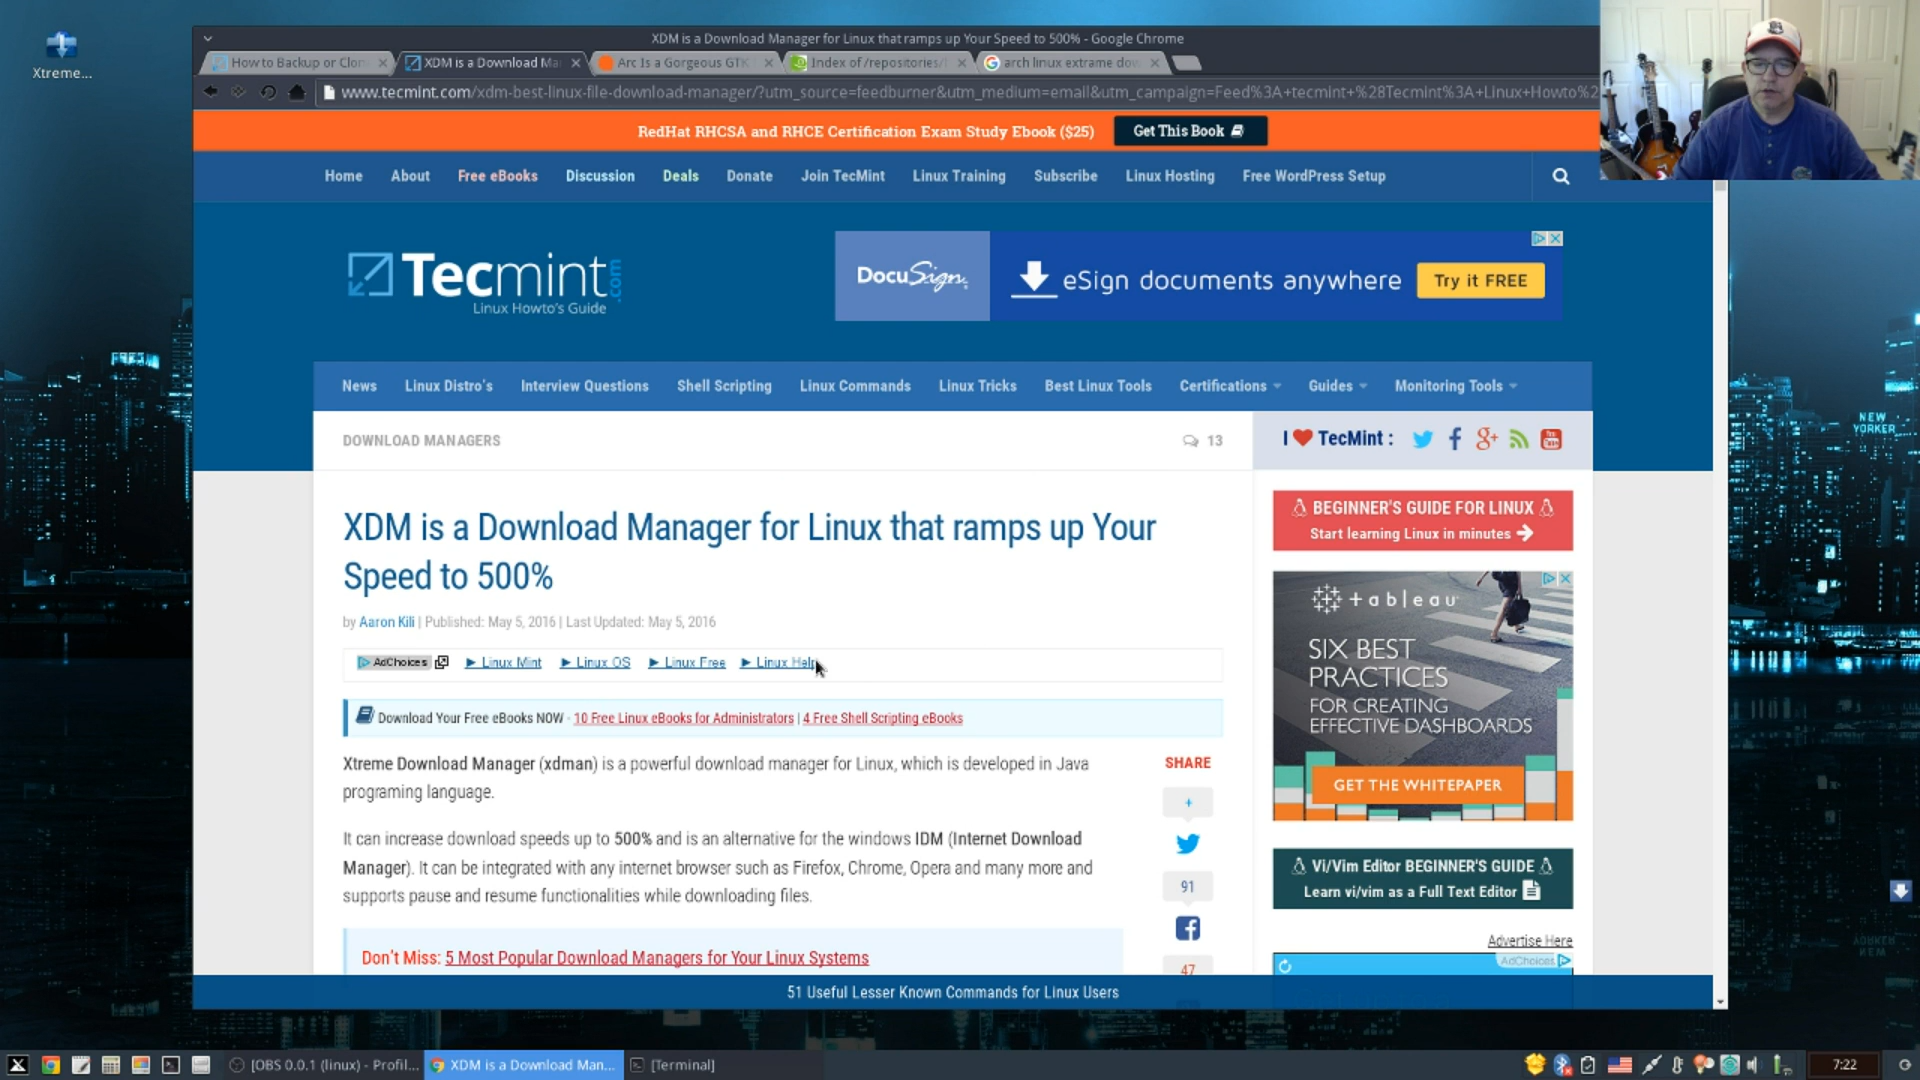 Xtreme...
XDM is a Download Manager for Linux that ramps up Your Speed to 500% - Google Chrome
How to Backup or Clon
XDM is a Download Ma
Arc Is a Gorgeous GTK
Index of /repositories/
arch linux extrame dow
www.tecmint.com/xdm-best-linux-file-download-manager/?utm_source=feedburner&utm_medium=email&utm_campaign=Feed%3A+tecmint+%28Tecmint%3A+Linux+Howto%2
RedHat RHCSA and RHCE Certification Exam Study Ebook ($25) Get This Book
Home About Free eBooks Discussion Deals Donate Join TecMint Linux Training Subscribe Linux Hosting Free WordPress Setup
Tecmint.com
Linux Howto's Guide
DocuSign. eSign documents anywhere Try it FREE
News Linux Distro's Interview Questions Shell Scripting Linux Commands Linux Tricks Best Linux Tools Certifications Guides Monitoring Tools
DOWNLOAD MANAGERS 13
I TecMint :
XDM is a Download Manager for Linux that ramps up Your
Speed to 500%
by Aaron Kili | Published: May 5, 2016 | Last Updated: May 5, 2016
AdChoices Linux Mint Linux OS Linux Free Linux Help
Download Your Free eBooks NOW - 10 Free Linux eBooks for Administrators | 4 Free Shell Scripting eBooks
Xtreme Download Manager (xdman) is a powerful download manager for Linux, which is developed in Java
programing language.
It can increase download speeds up to 500% and is an alternative for the windows IDM (Internet Download
Manager). It can be integrated with any internet browser such as Firefox, Chrome, Opera and many more and
supports pause and resume functionalities while downloading files.
Don't Miss: 5 Most Popular Download Managers for Your Linux Systems
SHARE
+
91
47
BEGINNER'S GUIDE FOR LINUX
Start learning Linux in minutes
+ableau
SIX BEST
PRACTICES
FOR CREATING
EFFECTIVE DASHBOARDS
GET THE WHITEPAPER
Vi/Vim Editor BEGINNER'S GUIDE
Learn vi/vim as a Full Text Editor
Advertise Here
AdChoices
51 Useful Lesser Known Commands for Linux Users
NEW
YORKER
[OBS 0.0.1 (linux) - Profil...
XDM is a Download Man...
[Terminal]
7:22